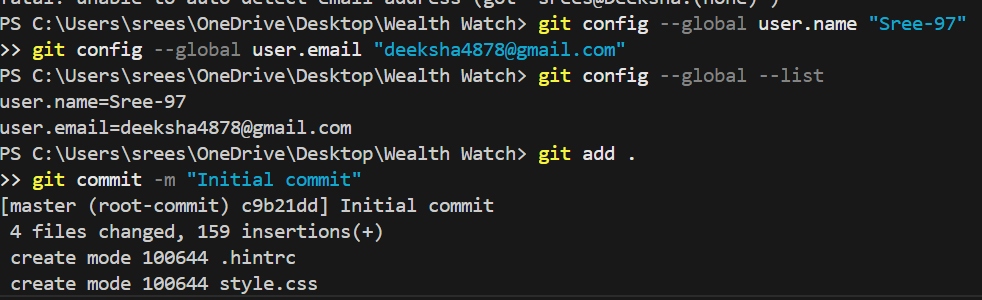 fatal: unable to auto-detect email address (got 'srees@Deeksha.(none)')
PS C:\Users\srees\OneDrive\Desktop\Wealth Watch> git config --global user.name "Sree-97"
>> git config --global user.email "deeksha4878@gmail.com"
PS C:\Users\srees\OneDrive\Desktop\Wealth Watch> git config --global --list
user.name=Sree-97
user.email=deeksha4878@gmail.com
PS C:\Users\srees\OneDrive\Desktop\Wealth Watch> git add .
>> git commit -m "Initial commit"
[master (root-commit) c9b21dd] Initial commit
 4 files changed, 159 insertions(+)
 create mode 100644 .hintrc
 create mode 100644 style.css